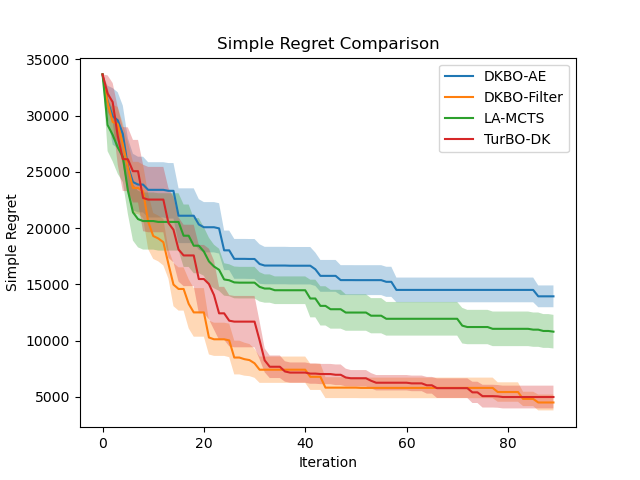 Simple Regret Comparison
Simple Regret
35000
30000
25000
20000
15000
10000
5000
0
20
40
60
80
Iteration
DKBO-AE
DKBO-Filter
LA-MCTS
TurBO-DK